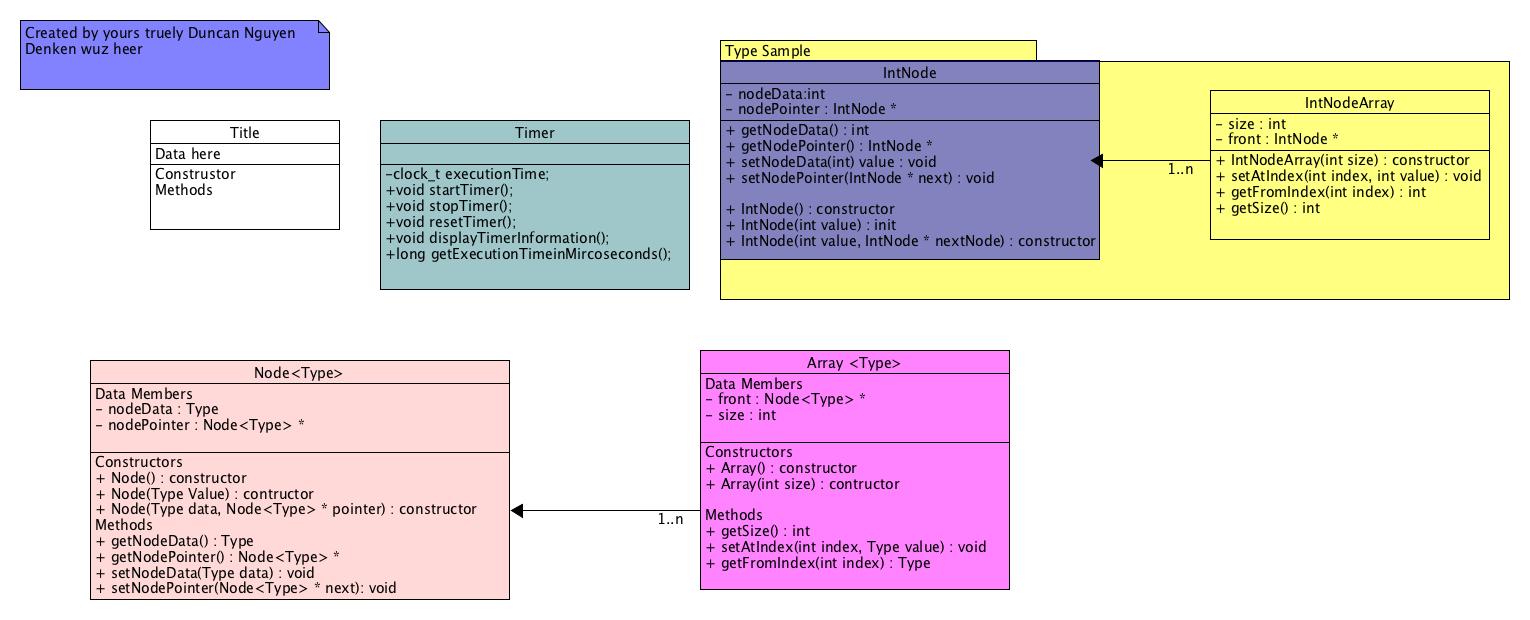 Created by yours truely Duncan Nguyen
Denken wuz heer
Title
Data here
Construstor
Methods
Timer
-clock_t executionTime;
+void startTimer();
+void stopTimer();
+void resetTimer();
+void displayTimerInformation();
+long getExecutionTimeinMircoseconds();
Type Sample
IntNode
- nodeData:int
- nodePointer : IntNode *
+ getNodeData() : int
+ getNodePointer() : IntNode *
+ setNodeData(int) value : void
+ setNodePointer(IntNode * next) : void
+ IntNode() : constructor
+ IntNode(int value) : init
+ IntNode(int value, IntNode * nextNode) : constructor
1..n
IntNodeArray
- size : int
- front : IntNode *
+ IntNodeArray(int size) : constructor
+ setAtIndex(int index, int value) : void
+ getFromIndex(int index) : int
+ getSize() : int
Node<Type>
Data Members
- nodeData : Type
- nodePointer : Node<Type> *
Constructors
+ Node() : constructor
+ Node(Type Value) : contructor
+ Node(Type data, Node<Type> * pointer) : constructor
Methods
+ getNodeData() : Type
+ getNodePointer() : Node<Type> *
+ setNodeData(Type data) : void
+ setNodePointer(Node<Type> * next): void
1..n
Array <Type>
Data Members
- front : Node<Type> *
- size : int
Constructors
+ Array() : constructor
+ Array(int size) : contructor
Methods
+ getSize() : int
+ setAtIndex(int index, Type value) : void
+ getFromIndex(int index) : Type